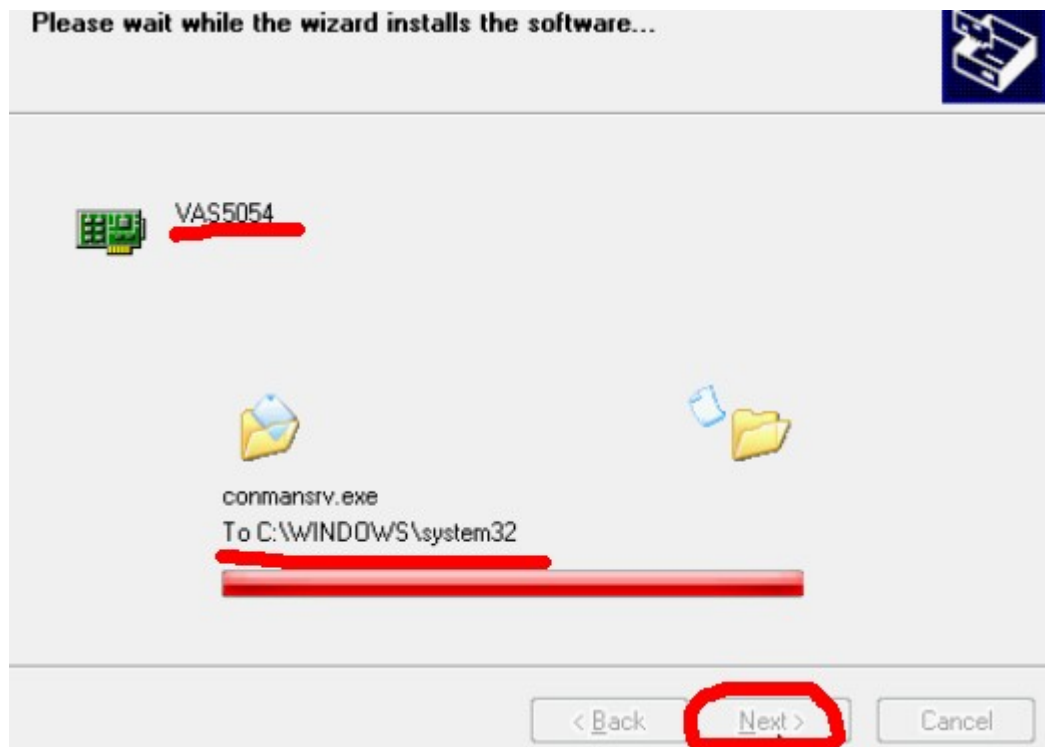 Please wait while the wizard installs the software...
VAS5054
conmansrv.exe
To C:\WINDOWS\system32
< Back Next > Cancel